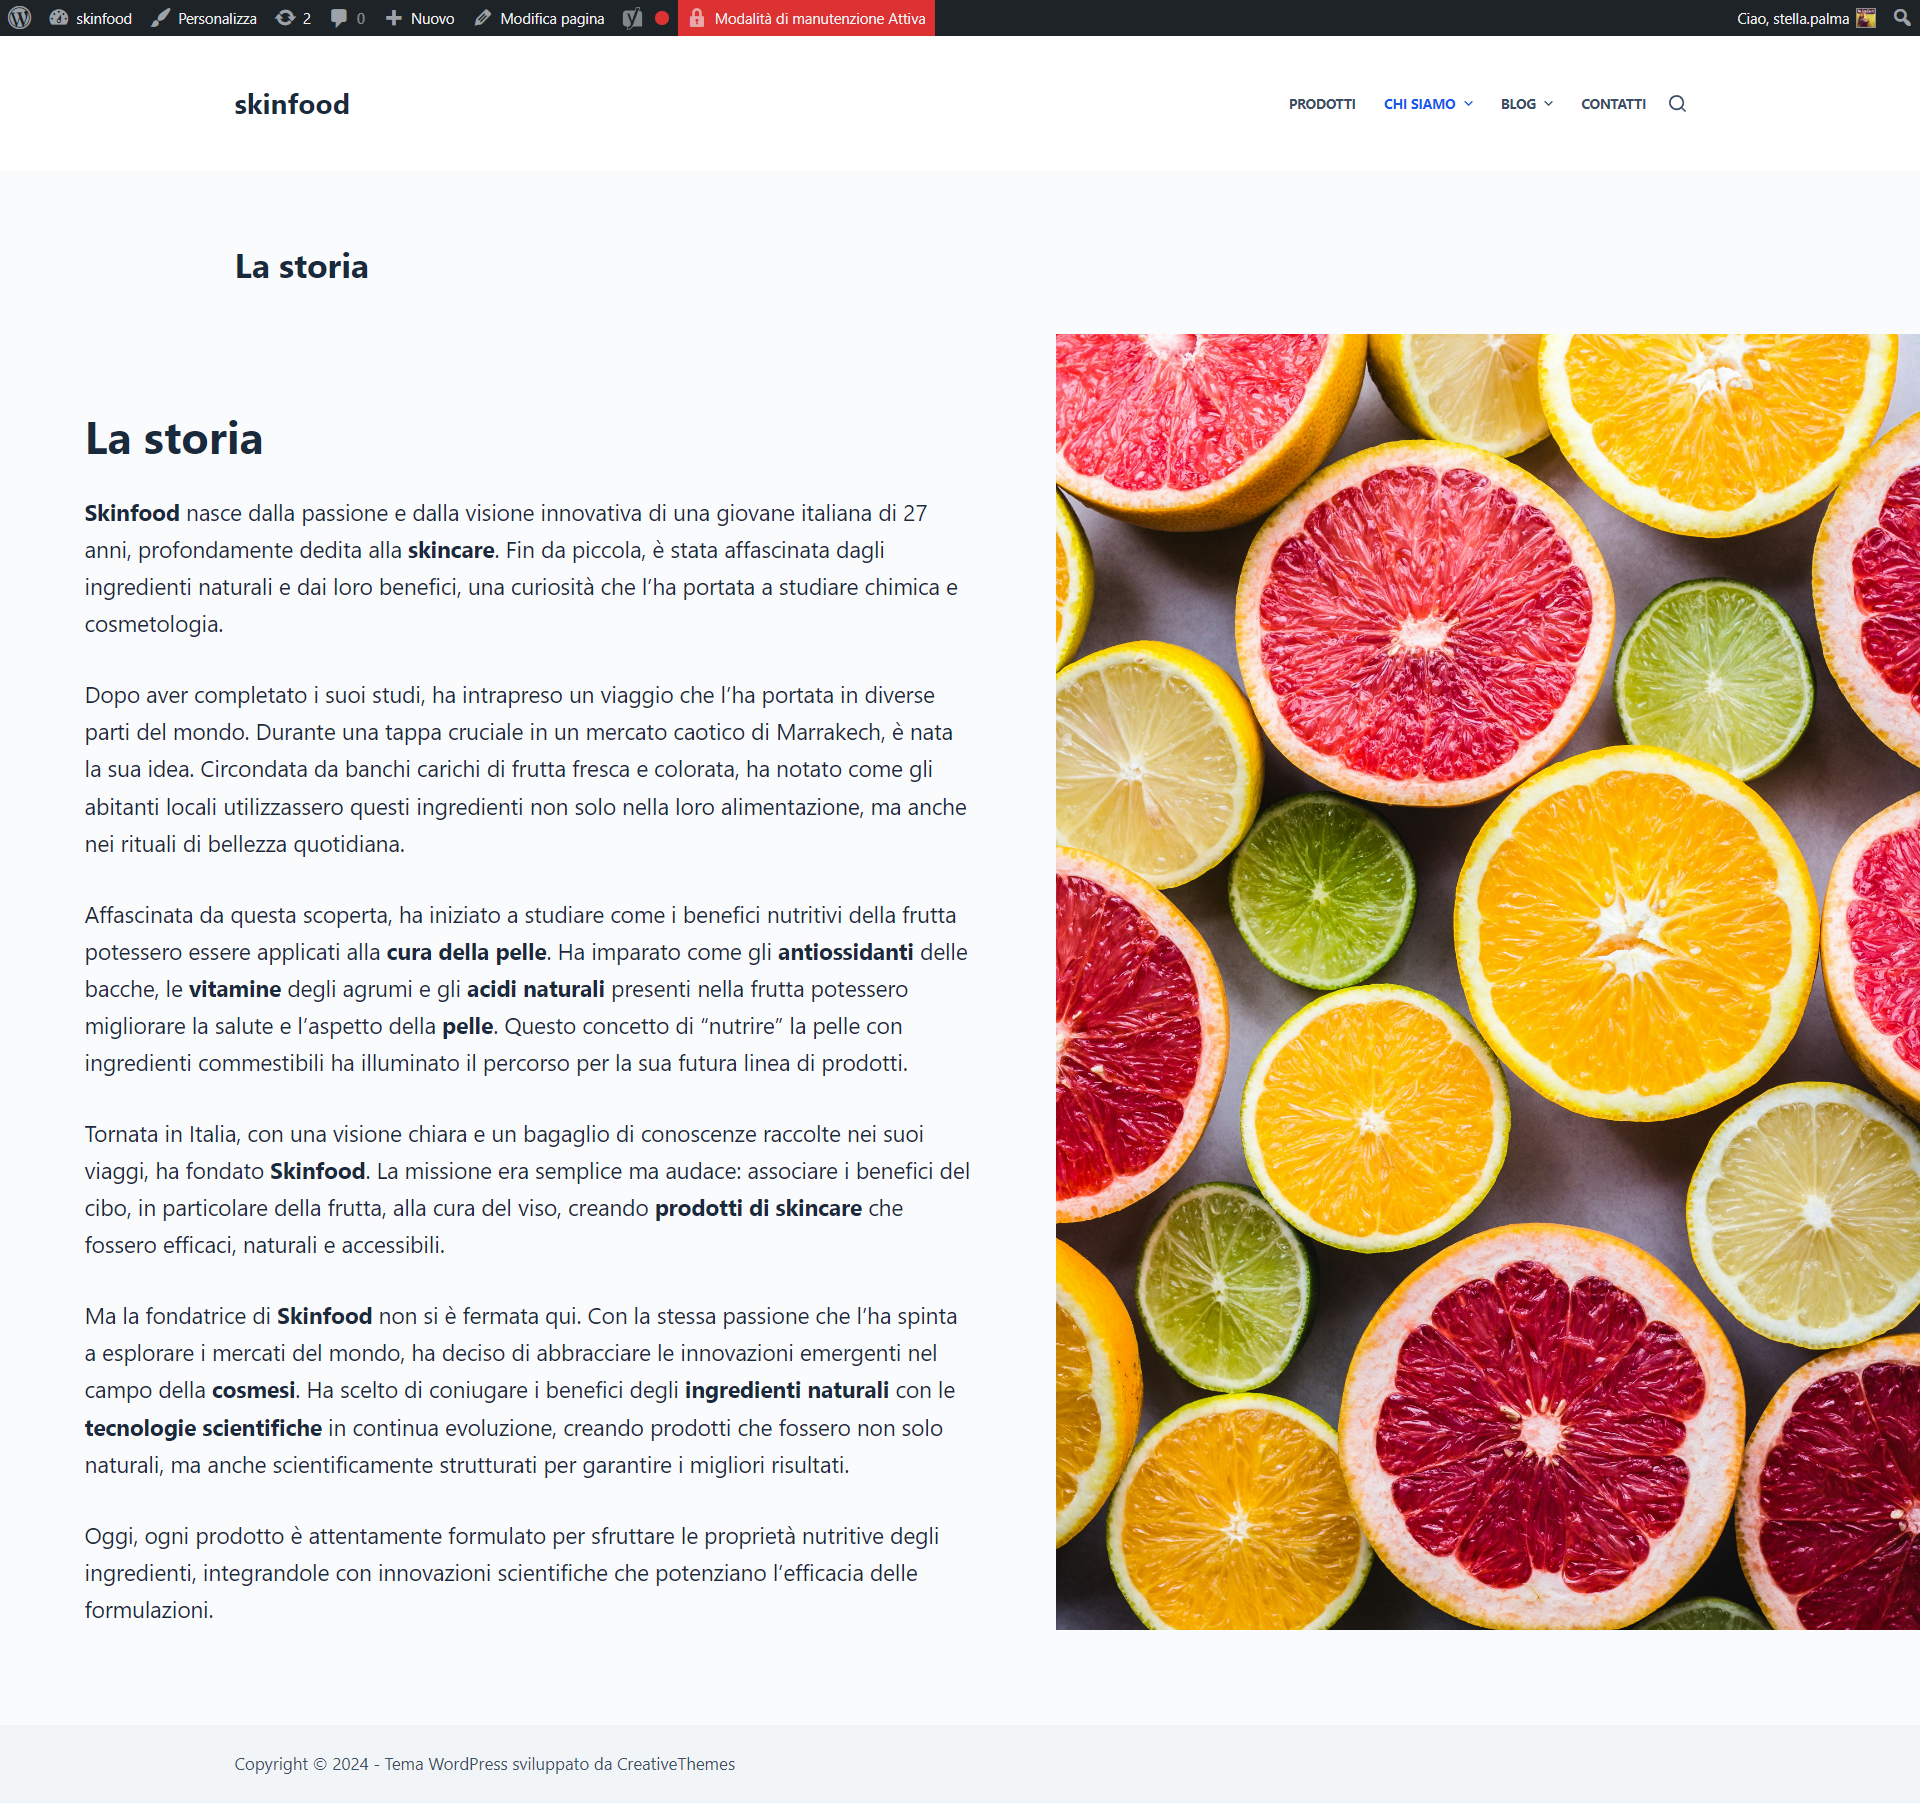 skinfood Personalizza 2 0 Nuovo Modifica pagina Modalità di manutenzione Attiva Ciao, stella.palma
skinfood
PRODOTTI CHI SIAMO BLOG CONTATTI
La storia
La storia
Skinfood nasce dalla passione e dalla visione innovativa di una giovane italiana di 27
anni, profondamente dedita alla skincare. Fin da piccola, è stata affascinata dagli
ingredienti naturali e dai loro benefici, una curiosità che l’ha portata a studiare chimica e
cosmetologia.
Dopo aver completato i suoi studi, ha intrapreso un viaggio che l’ha portata in diverse
parti del mondo. Durante una tappa cruciale in un mercato caotico di Marrakech, è nata
la sua idea. Circondata da banchi carichi di frutta fresca e colorata, ha notato come gli
abitanti locali utilizzassero questi ingredienti non solo nella loro alimentazione, ma anche
nei rituali di bellezza quotidiana.
Affascinata da questa scoperta, ha iniziato a studiare come i benefici nutritivi della frutta
potessero essere applicati alla cura della pelle. Ha imparato come gli antiossidanti delle
bacche, le vitamine degli agrumi e gli acidi naturali presenti nella frutta potessero
migliorare la salute e l’aspetto della pelle. Questo concetto di “nutrire” la pelle con
ingredienti commestibili ha illuminato il percorso per la sua futura linea di prodotti.
Tornata in Italia, con una visione chiara e un bagaglio di conoscenze raccolte nei suoi
viaggi, ha fondato Skinfood. La missione era semplice ma audace: associare i benefici del
cibo, in particolare della frutta, alla cura del viso, creando prodotti di skincare che
fossero efficaci, naturali e accessibili.
Ma la fondatrice di Skinfood non si è fermata qui. Con la stessa passione che l’ha spinta
a esplorare i mercati del mondo, ha deciso di abbracciare le innovazioni emergenti nel
campo della cosmesi. Ha scelto di coniugare i benefici degli ingredienti naturali con le
tecnologie scientifiche in continua evoluzione, creando prodotti che fossero non solo
naturali, ma anche scientificamente strutturati per garantire i migliori risultati.
Oggi, ogni prodotto è attentamente formulato per sfruttare le proprietà nutritive degli
ingredienti, integrandole con innovazioni scientifiche che potenziano l’efficacia delle
formulazioni.
Copyright © 2024 - Tema WordPress sviluppato da CreativeThemes